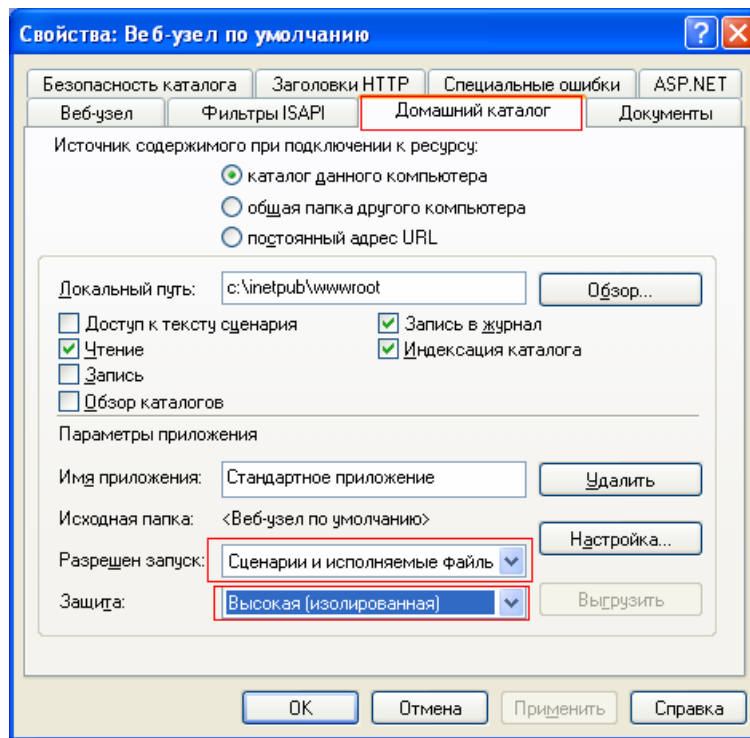 Свойства: Веб-узел по умолчанию
Безопасность каталога Заголовки HTTP Специальные ошибки ASP.NET
Веб-узел Фильтры ISAPI Домашний каталог Документы
Источник содержимого при подключении к ресурсу:
каталог данного компьютера
общая папка другого компьютера
постоянный адрес URL
Локальный путь: c:\inetpub\wwwroot Обзор...
Доступ к тексту сценария Запись в журнал
Чтение Индексация каталога
Запись
Обзор каталогов
Параметры приложения
Имя приложения: Стандартное приложение Удалить
Исходная папка: <Веб-узел по умолчанию>
Настройка...
Разрешен запуск: Сценарии и исполняемые файль
Защита: Высокая (изолированная) Выгрузить
OK Отмена Применить Справка